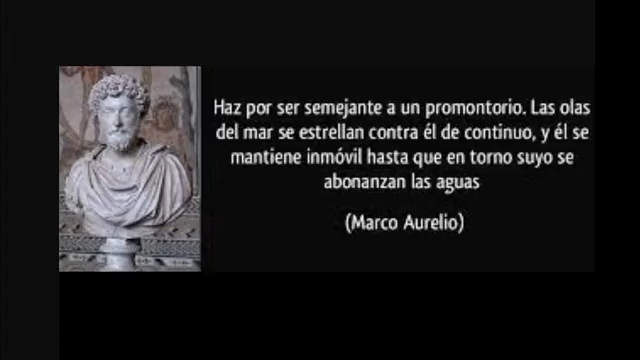 Haz por ser semejante a un promontorio. Las olas
del mar se estrellan contra él de continuo, y él se
mantiene inmóvil hasta que en torno suyo se
abonanzan las aguas
(Marco Aurelio)